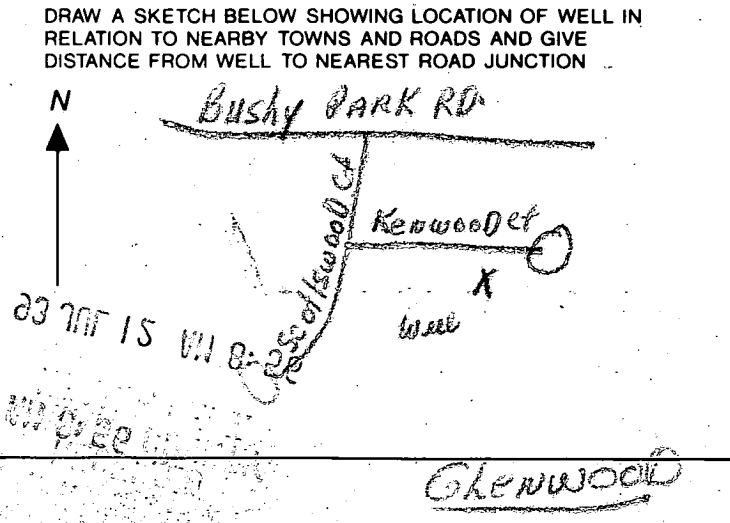 DRAW A SKETCH BELOW SHOWING LOCATION OF WELL IN
RELATION TO NEARBY TOWNS AND ROADS AND GIVE
DISTANCE FROM WELL TO NEAREST ROAD JUNCTION
N
Bushy PARK RD.
ScottswooD Ct
KenwooD ct
X
well
GLENWOOD